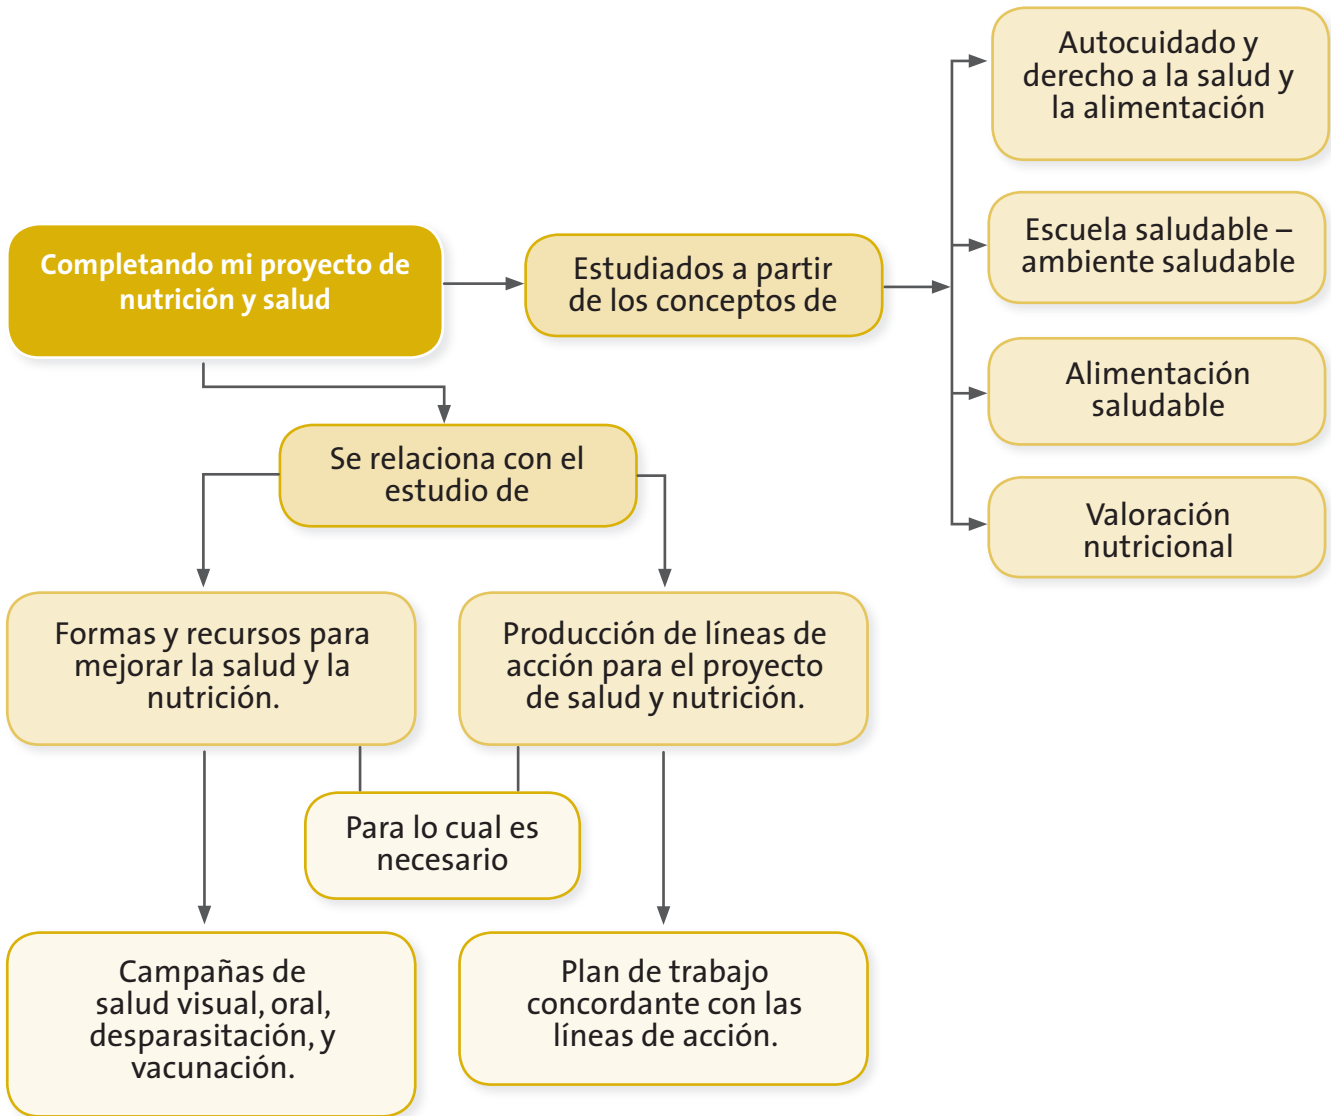 Autocuidado y
derecho a la salud y
la alimentación
Completando mi proyecto de
nutrición y salud
Estudiados a partir
de los conceptos de
Escuela saludable –
ambiente saludable
Alimentación
saludable
Valoración
nutricional
Se relaciona con el
estudio de
Formas y recursos para
mejorar la salud y la
nutrición.
Producción de líneas de
acción para el proyecto
de salud y nutrición.
Para lo cual es
necesario
Campañas de
salud visual, oral,
desparasitación, y
vacunación.
Plan de trabajo
concordante con las
líneas de acción.